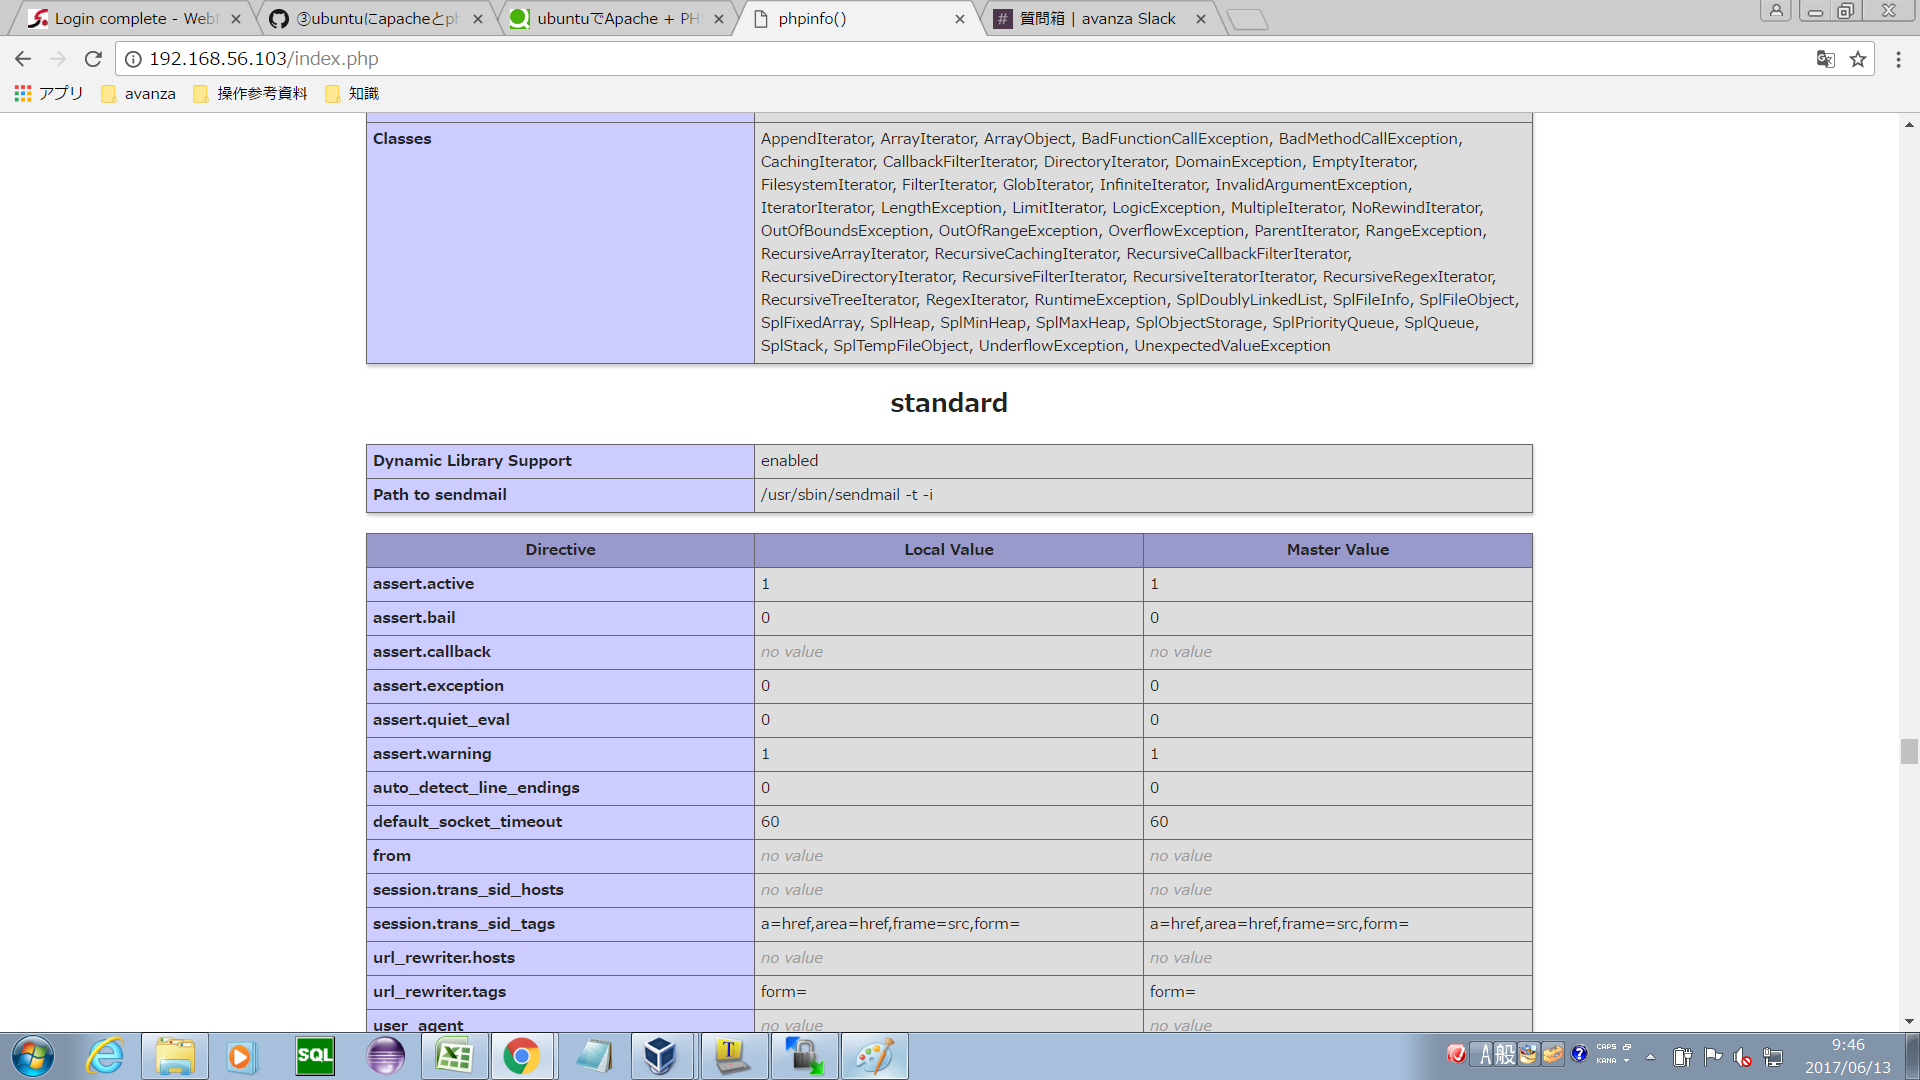 Login complete - Web
③ubuntuにapacheとph
ubuntuでApache + PH
phpinfo()
質問箱 | avanza Slack
192.168.56.103/index.php
アプリ avanza 操作参考資料 知識
Classes
AppendIterator, ArrayIterator, ArrayObject, BadFunctionCallException, BadMethodCallException,
CachingIterator, CallbackFilterIterator, DirectoryIterator, DomainException, EmptyIterator,
FilesystemIterator, FilterIterator, GlobIterator, InfiniteIterator, InvalidArgumentException,
IteratorIterator, LengthException, LimitIterator, LogicException, MultipleIterator, NoRewindIterator,
OutOfBoundsException, OutOfRangeException, OverflowException, ParentIterator, RangeException,
RecursiveArrayIterator, RecursiveCachingIterator, RecursiveCallbackFilterIterator,
RecursiveDirectoryIterator, RecursiveFilterIterator, RecursiveIteratorIterator, RecursiveRegexIterator,
RecursiveTreeIterator, RegexIterator, RuntimeException, SplDoublyLinkedList, SplFileInfo, SplFileObject,
SplFixedArray, SplHeap, SplMinHeap, SplMaxHeap, SplObjectStorage, SplPriorityQueue, SplQueue,
SplStack, SplTempFileObject, UnderflowException, UnexpectedValueException
standard
Dynamic Library Support enabled
Path to sendmail /usr/sbin/sendmail -t -i
Directive Local Value Master Value
assert.active 1 1
assert.bail 0 0
assert.callback no value no value
assert.exception 0 0
assert.quiet_eval 0 0
assert.warning 1 1
auto_detect_line_endings 0 0
default_socket_timeout 60 60
from no value no value
session.trans_sid_hosts no value no value
session.trans_sid_tags a=href,area=href,frame=src,form= a=href,area=href,frame=src,form=
url_rewriter.hosts no value no value
url_rewriter.tags form= form=
user_agent no value no value
SQL
A 般
CAPS
KANA
9:46
2017/06/13